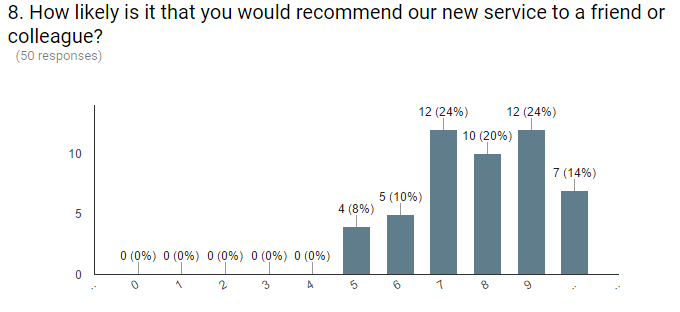 8. How likely is it that you would recommend our new service to a friend or
colleague?
(50 responses)
12 (24%) 12 (24%)
10 (20%)
10
7 (14%)
5 (10%)
4 (8%)
5
0 (0%) 0 (0%) 0 (0%) 0 (0%) 0 (0%)
0
.. 0 1 2 3 4 5 6 7 8 9 .. ..